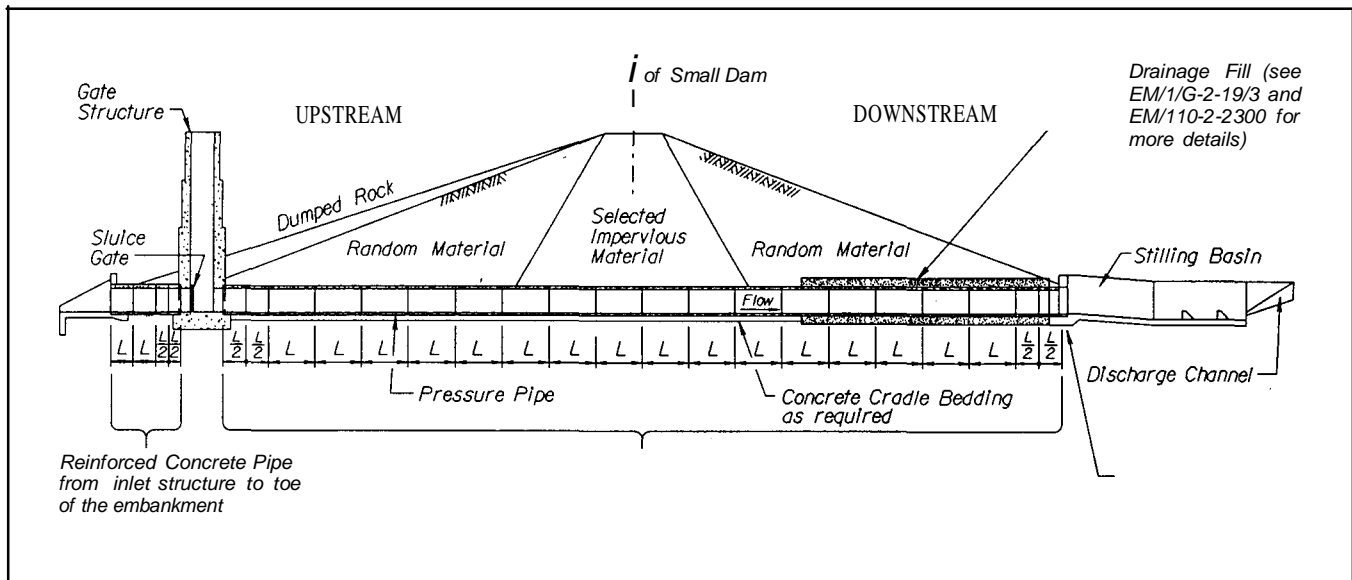 i of Small Dam
Gate
Structure
UPSTREAM
DOWNSTREAM
Drainage Fill (see
EM/1/G-2-19/3 and
EM/110-2-2300 for
more details)
Dumped Rock
Selected
Impervious
Material
Random Material
Random Material
Sluice
Gate
Stilling Basin
Flow
L L L/2 L/2 L/2 L/2 L L L L L L L L L L L L L L L L L/2 L/2
Discharge Channel
Pressure Pipe
Concrete Cradle Bedding
as required
Reinforced Concrete Pipe
from inlet structure to toe
of the embankment